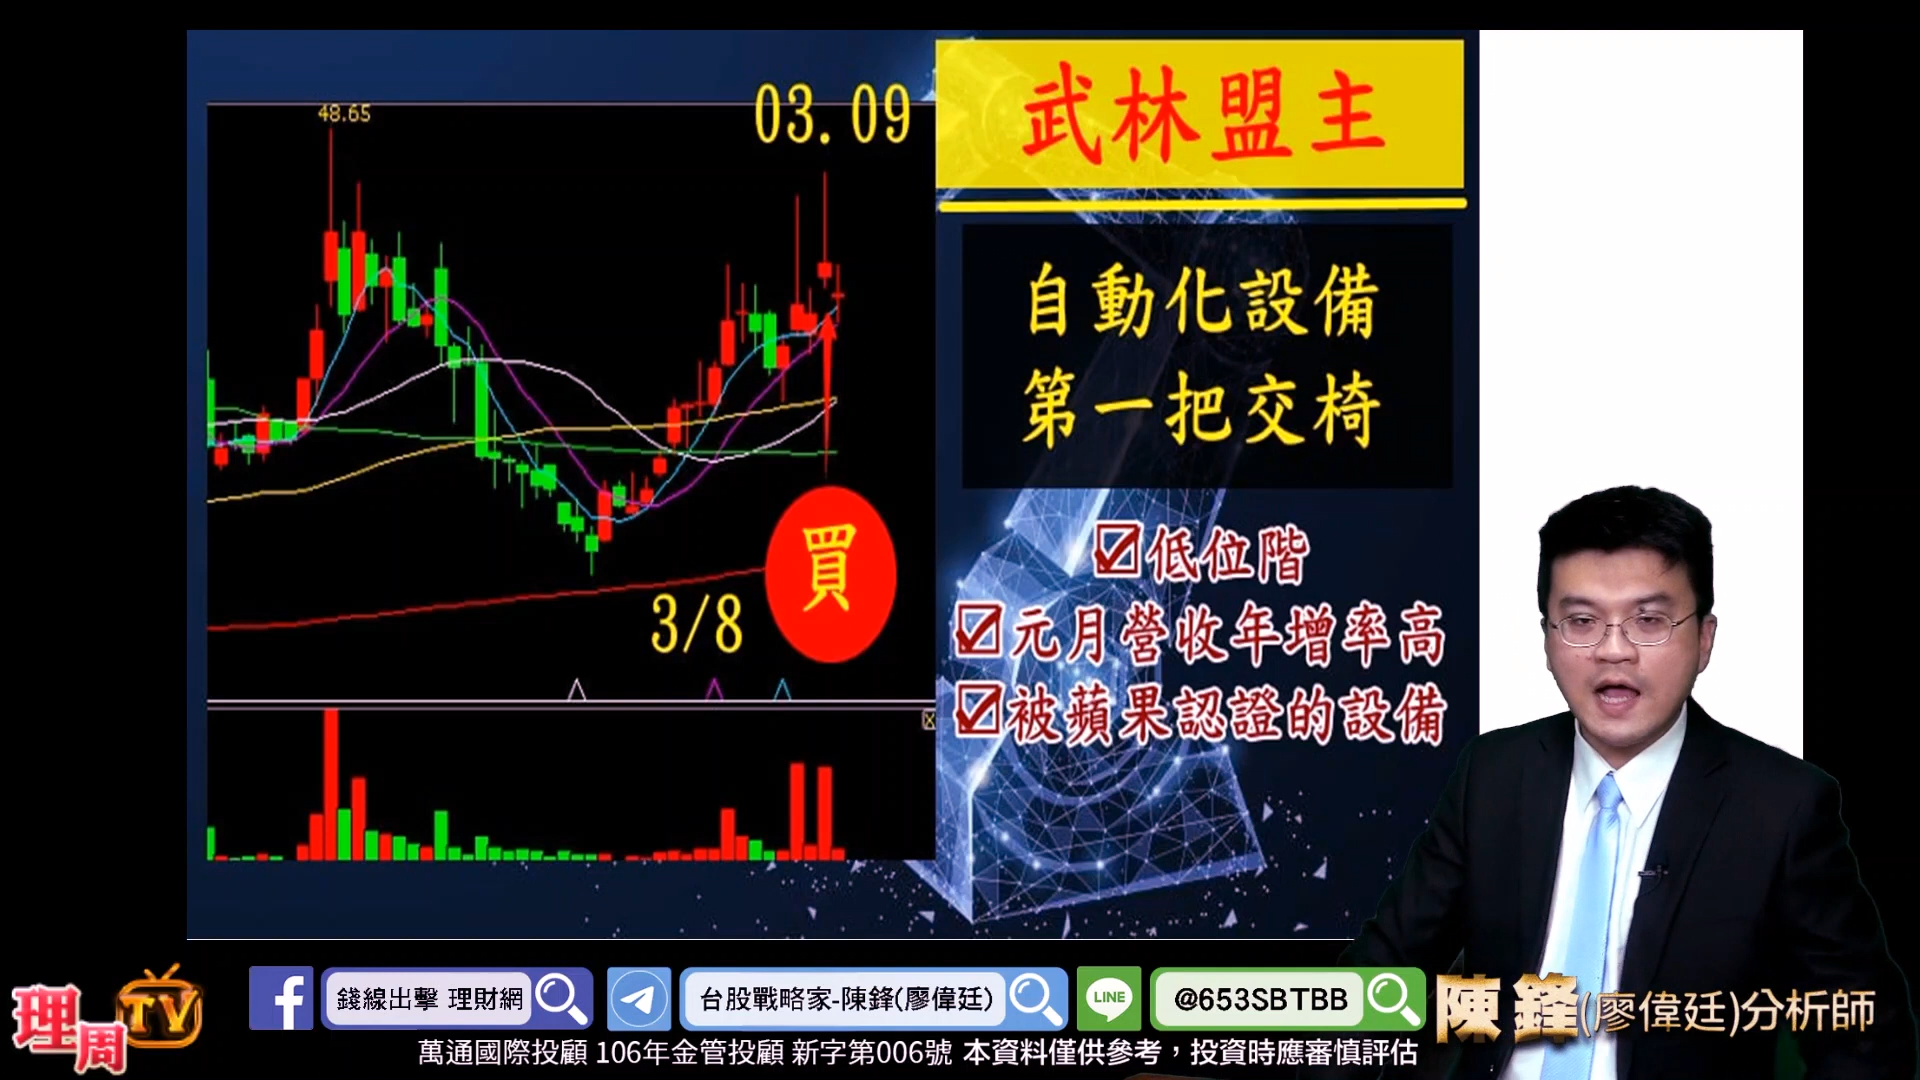 48.65
03.09
武林盟主
自動化設備
第一把交椅
☑低位階
☑元月營收年增率高
☑被蘋果認證的設備
買
3/8
理周TV
錢線出擊 理財網
台股戰略家-陳鋒(廖偉廷)
LINE
@653SBTBB
陳鋒(廖偉廷)分析師
萬通國際投顧 106年金管投顧 新字第006號 本資料僅供參考，投資時應審慎評估